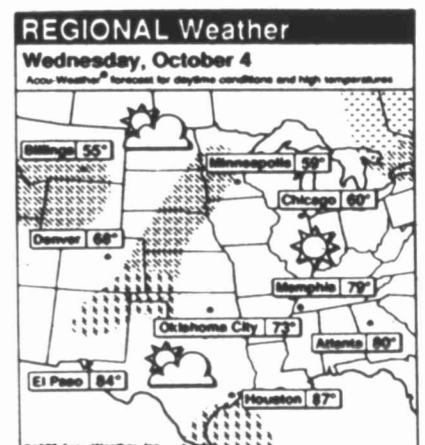 REGIONAL Weather
Wednesday, October 4
Accu-Weather® forecast for daytime conditions and high temperatures
Billings 55°
Minneapolis 59°
Chicago 60°
Denver 68°
Memphis 79°
Oklahoma City 73°
Atlanta 80°
El Paso 84°
Houston 87°